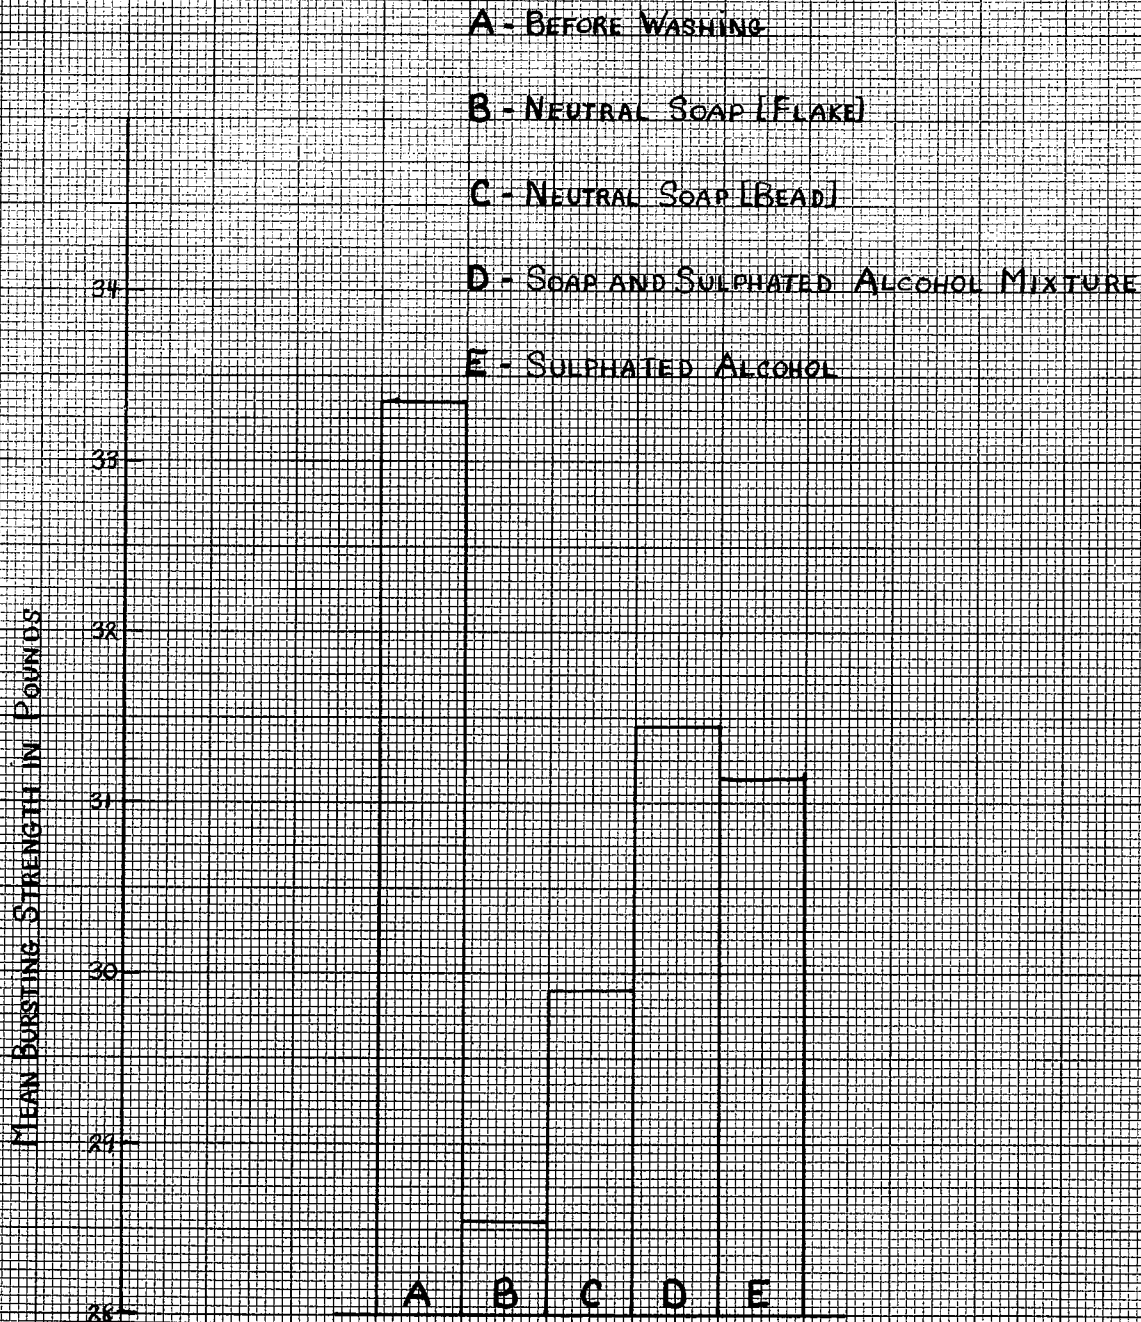 A - BEFORE WASHING
B - NEUTRAL SOAP [FLAKE]
C - NEUTRAL SOAP [BEAD]
D - SOAP AND SULPHATED ALCOHOL MIXTURE
E - SULPHATED ALCOHOL
34
33
32
31
30
29
28
MEAN BURSTING STRENGTH IN POUNDS
A B C D E